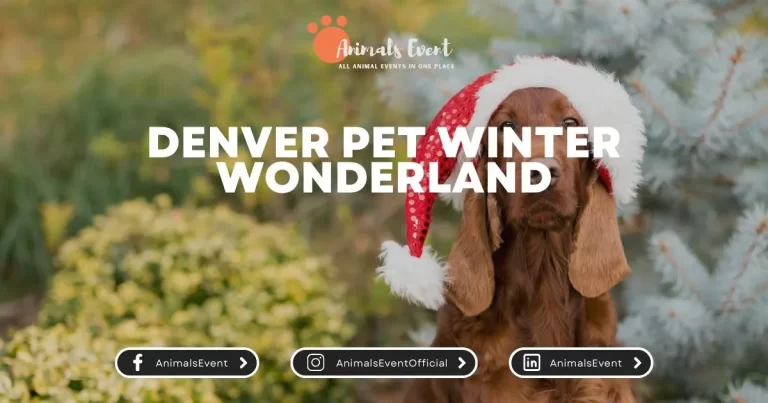 Animals Event
ALL ANIMAL EVENTS IN ONE PLACE
DENVER PET WINTER
WONDERLAND
AnimalsEvent
AnimalsEventOfficial
AnimalsEvent